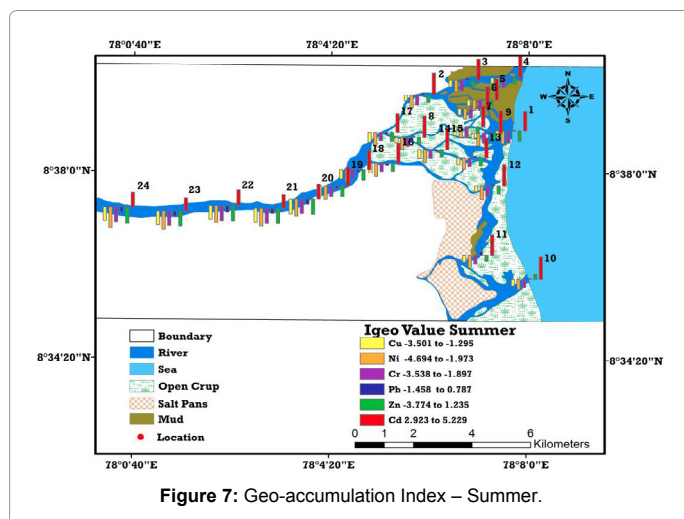 78°0'40"E 78°4'20"E 78°8'0"E
N
W E
S
3 4
2 5
6
17 8 7 9 1
1415 13
18 16 12
19
20
24 23 22 21
11
10
8°38'0"N 8°38'0"N
8°34'20"N 8°34'20"N
Boundary
River
Sea
Open Crup
Salt Pans
Mud
Location
Igeo Value Summer
Cu -3.501 to -1.295
Ni -4.694 to -1.973
Cr -3.538 to -1.897
Pb -1.458 to 0.787
Zn -3.774 to 1.235
Cd 2.923 to 5.229
0 1 2 4 6
Kilometers
78°0'40"E 78°4'20"E 78°8'0"E
Figure 7: Geo-accumulation Index – Summer.